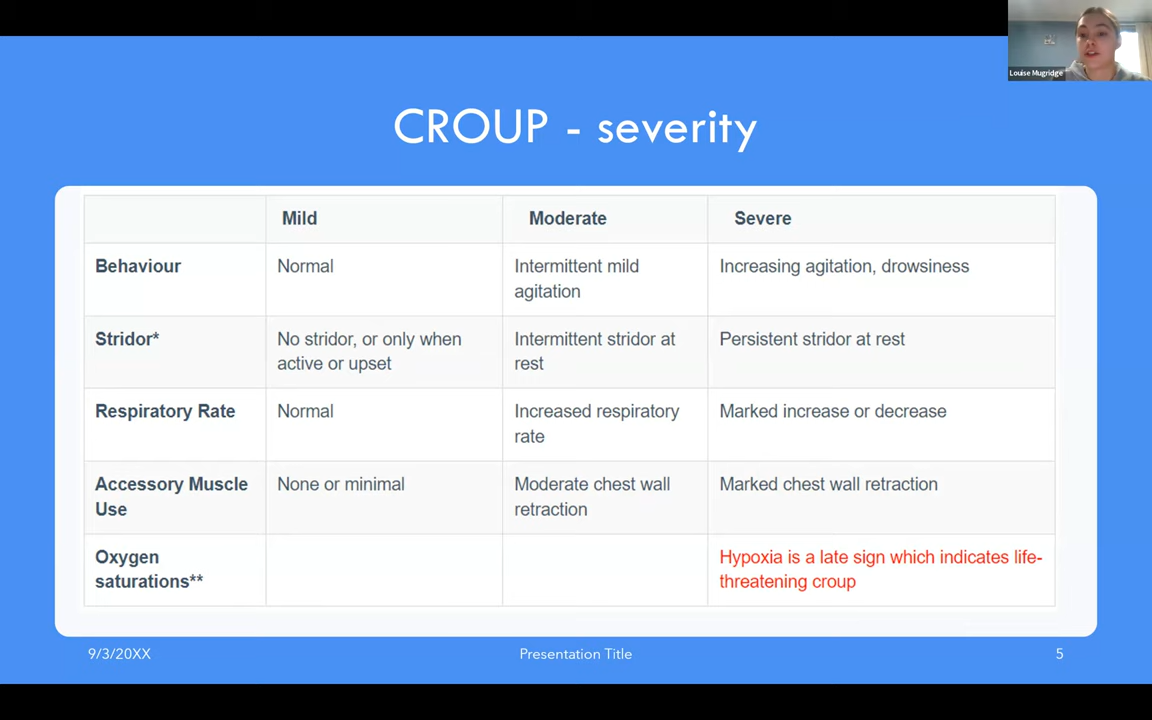 Louise Mugridge
CROUP - severity
Mild
Moderate
Severe
Behaviour
Normal
Intermittent mild
agitation
Increasing agitation, drowsiness
Stridor*
No stridor, or only when
active or upset
Intermittent stridor at
rest
Persistent stridor at rest
Respiratory Rate
Normal
Increased respiratory
rate
Marked increase or decrease
Accessory Muscle
Use
None or minimal
Moderate chest wall
retraction
Marked chest wall retraction
Oxygen
saturations**
Hypoxia is a late sign which indicates life-
threatening croup
9/3/20XX
Presentation Title
5